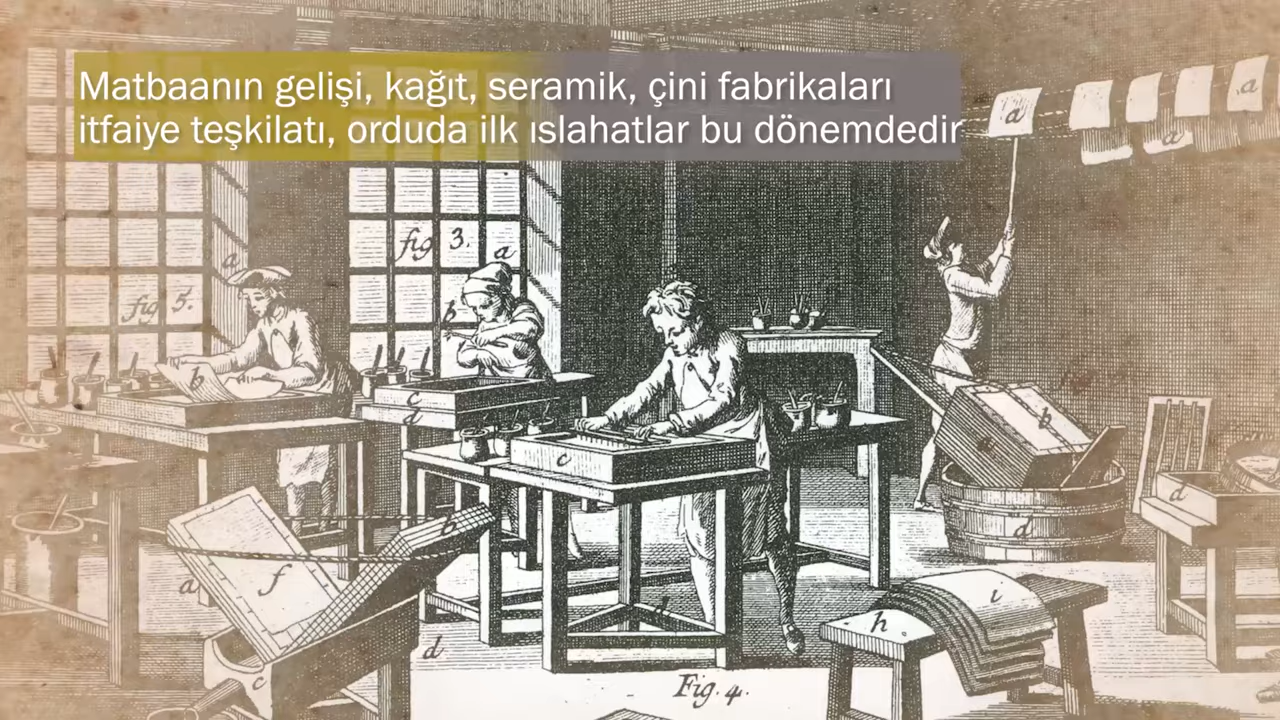 Matbaanın gelişi, kağıt, seramik, çini fabrikaları
itfaiye teşkilatı, orduda ilk ıslahatlar bu dönemdedir
a
a
a
fig 3.
a
a
fig 5.
b
b
c
d
b
c
d
d
f
a
i
h
d
c
Fig. 4.